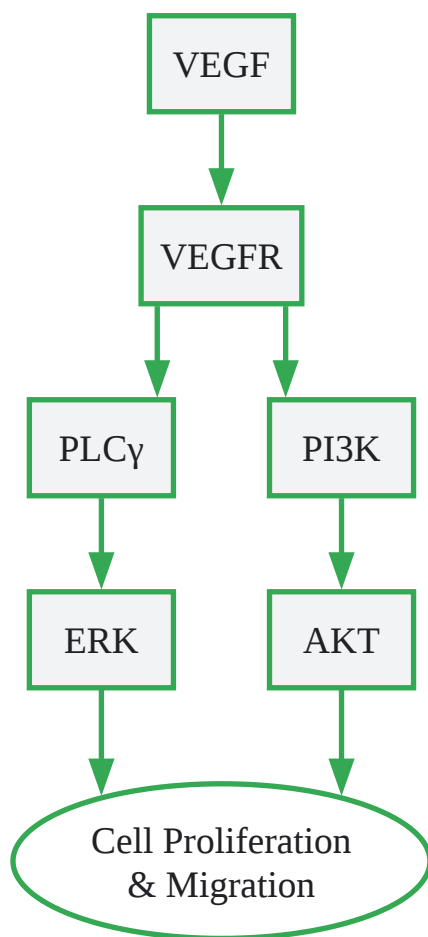 VEGF
VEGFR
PLCγ
PI3K
ERK
AKT
Cell Proliferation
& Migration